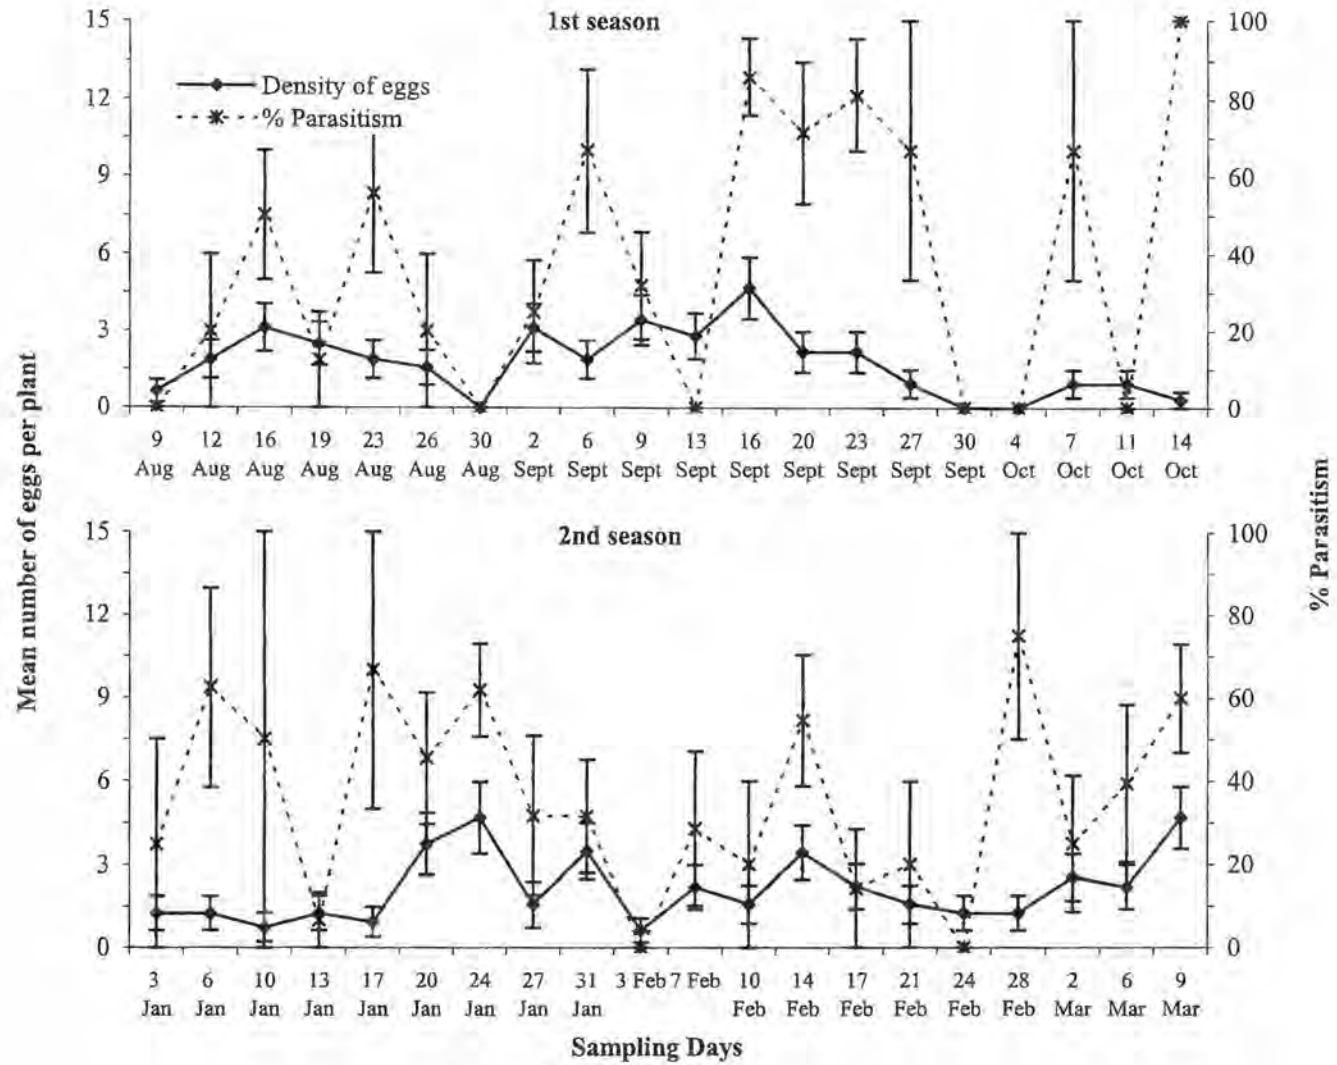 1st season
15
12
9
6
3
0
100
80
60
40
20
0
Density of eggs
% Parasitism
9 12 16 19 23 26 30 2 6 9 13 16 20 23 27 30 4 7 11 14
Aug Aug Aug Aug Aug Aug Aug Sept Sept Sept Sept Sept Sept Sept Sept Sept Oct Oct Oct Oct
Mean number of eggs per plant
% Parasitism
2nd season
15
12
9
6
3
0
100
80
60
40
20
0
3 6 10 13 17 20 24 27 31 3 Feb 7 Feb 10 14 17 21 24 28 2 6 9
Jan Jan Jan Jan Jan Jan Jan Jan Jan Feb Feb Feb Feb Feb Feb Mar Mar Mar
Sampling Days